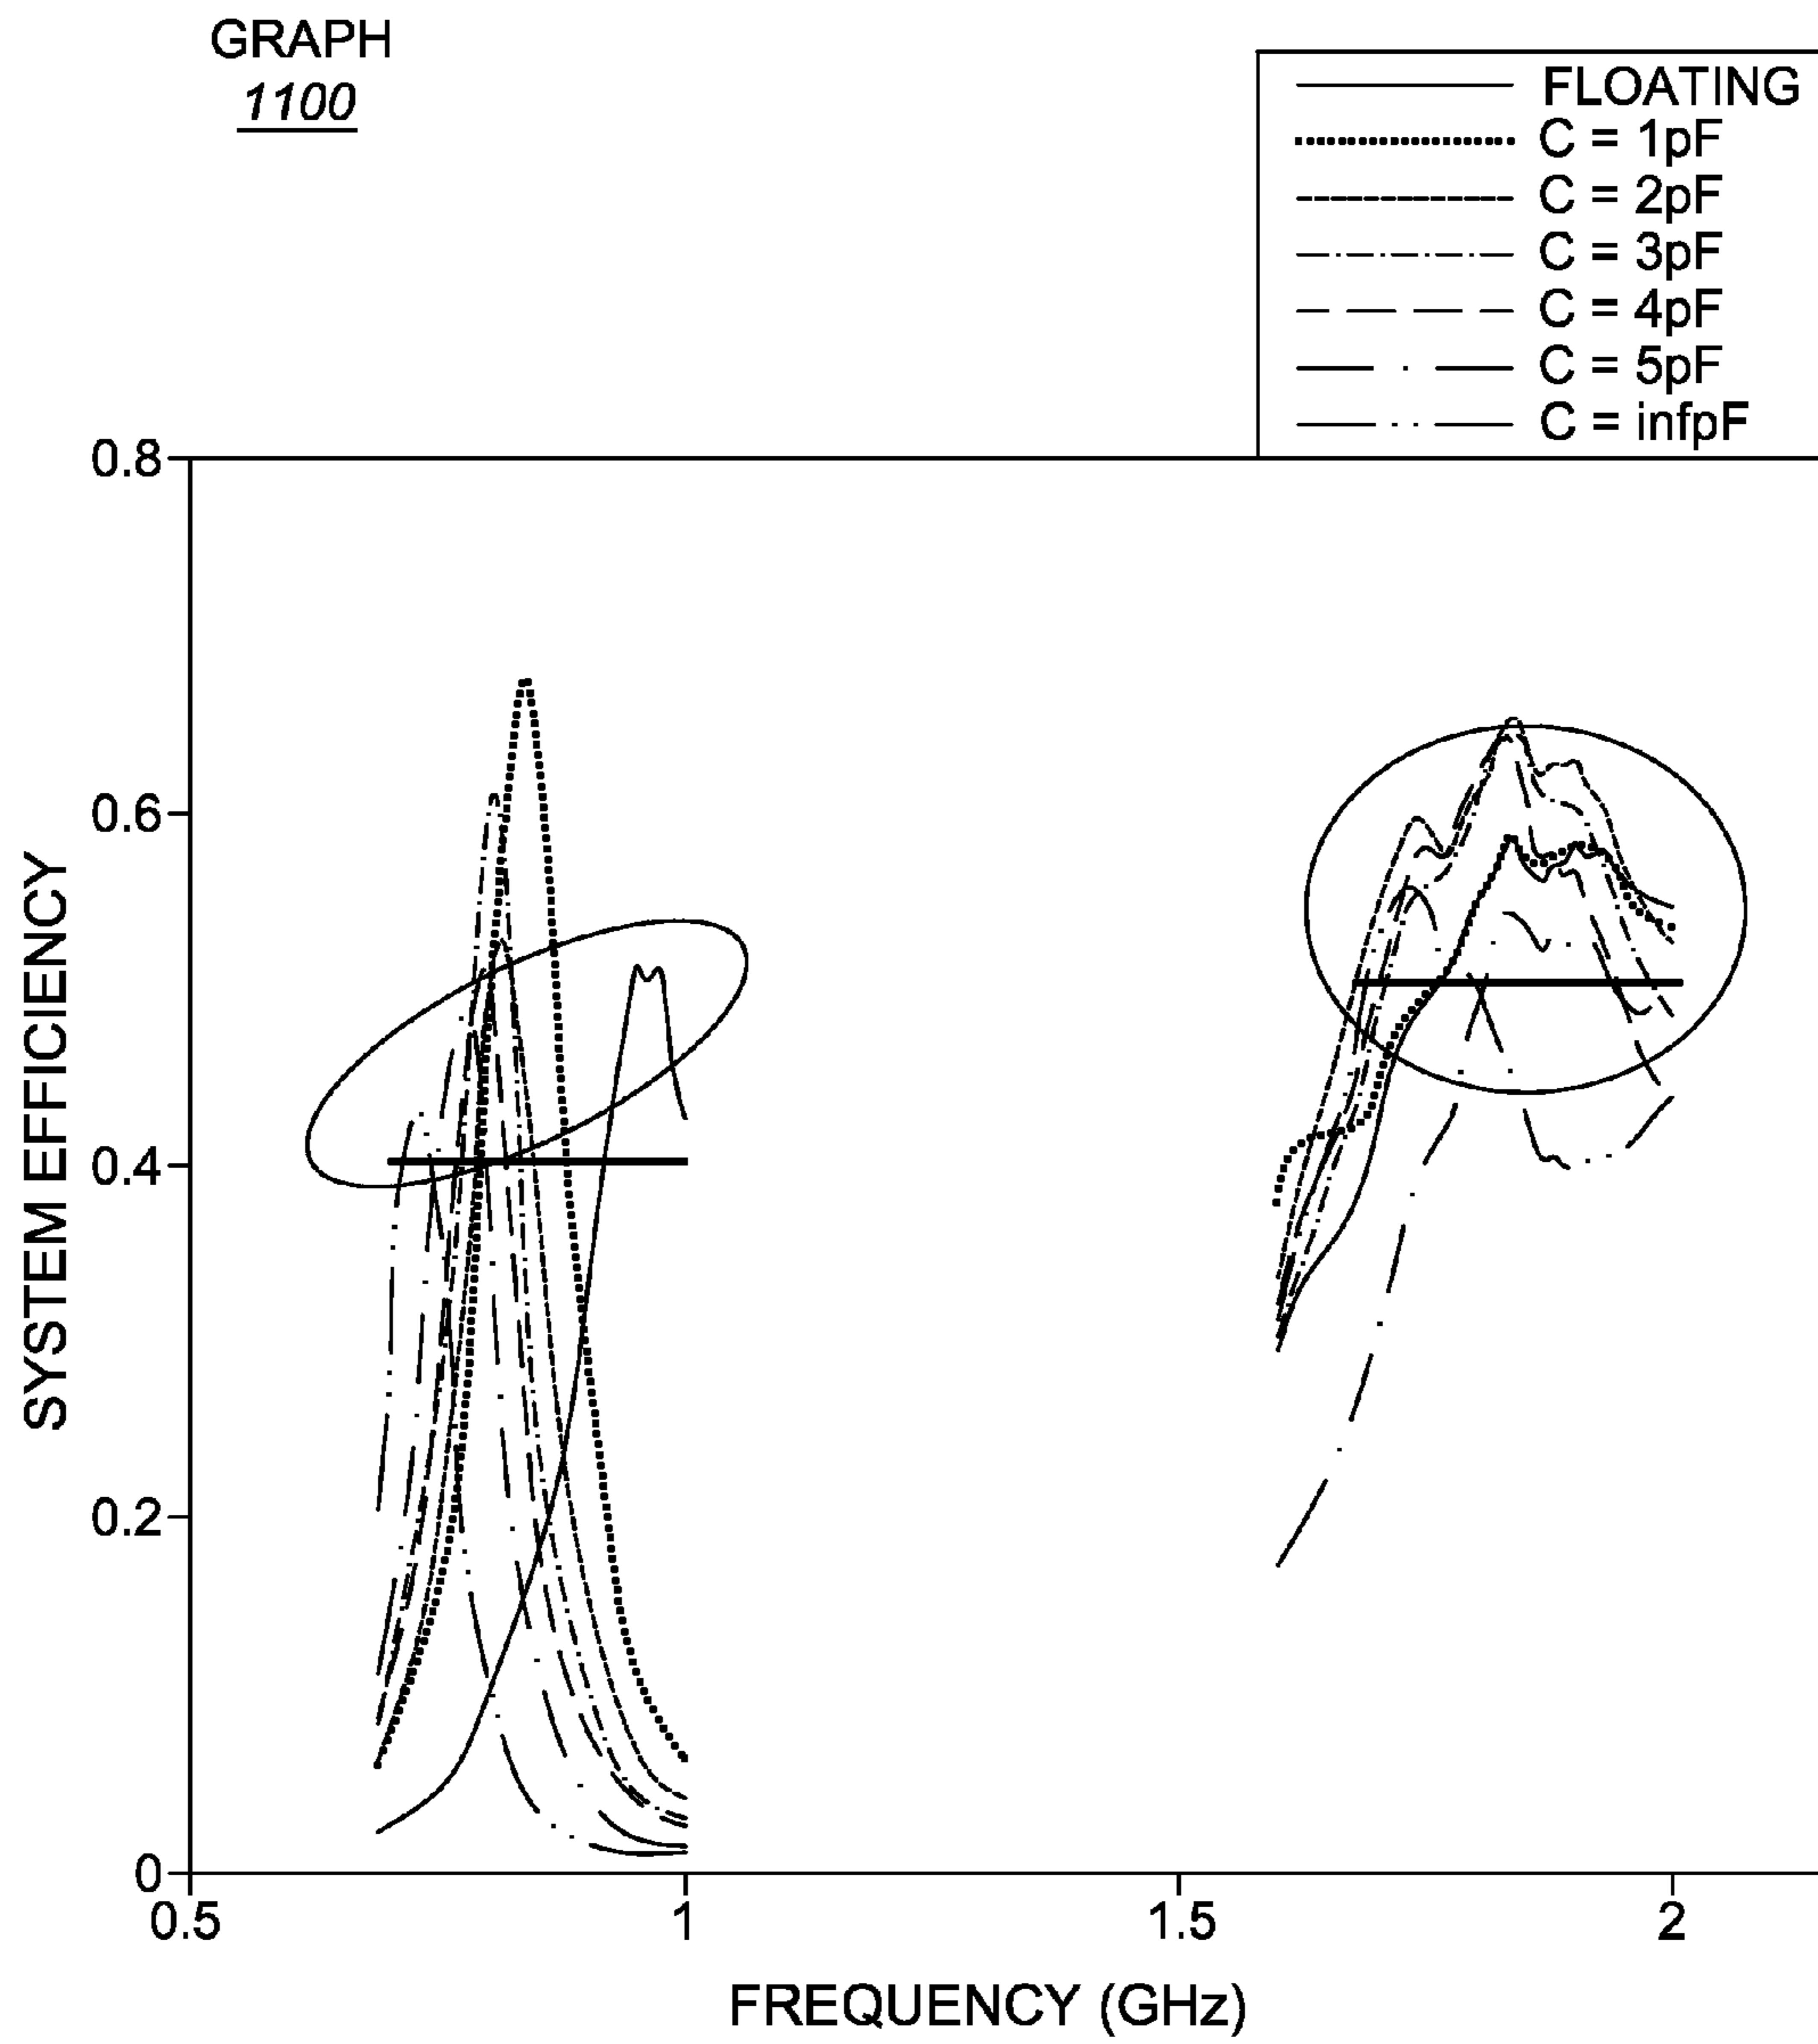 GRAPH
1100
FLOATING
C = 1pF
C = 2pF
C = 3pF
C = 4pF
C = 5pF
C = infpF
0.8
0.6
0.4
0.2
0
SYSTEM EFFICIENCY
0.5
1
1.5
2
FREQUENCY (GHz)